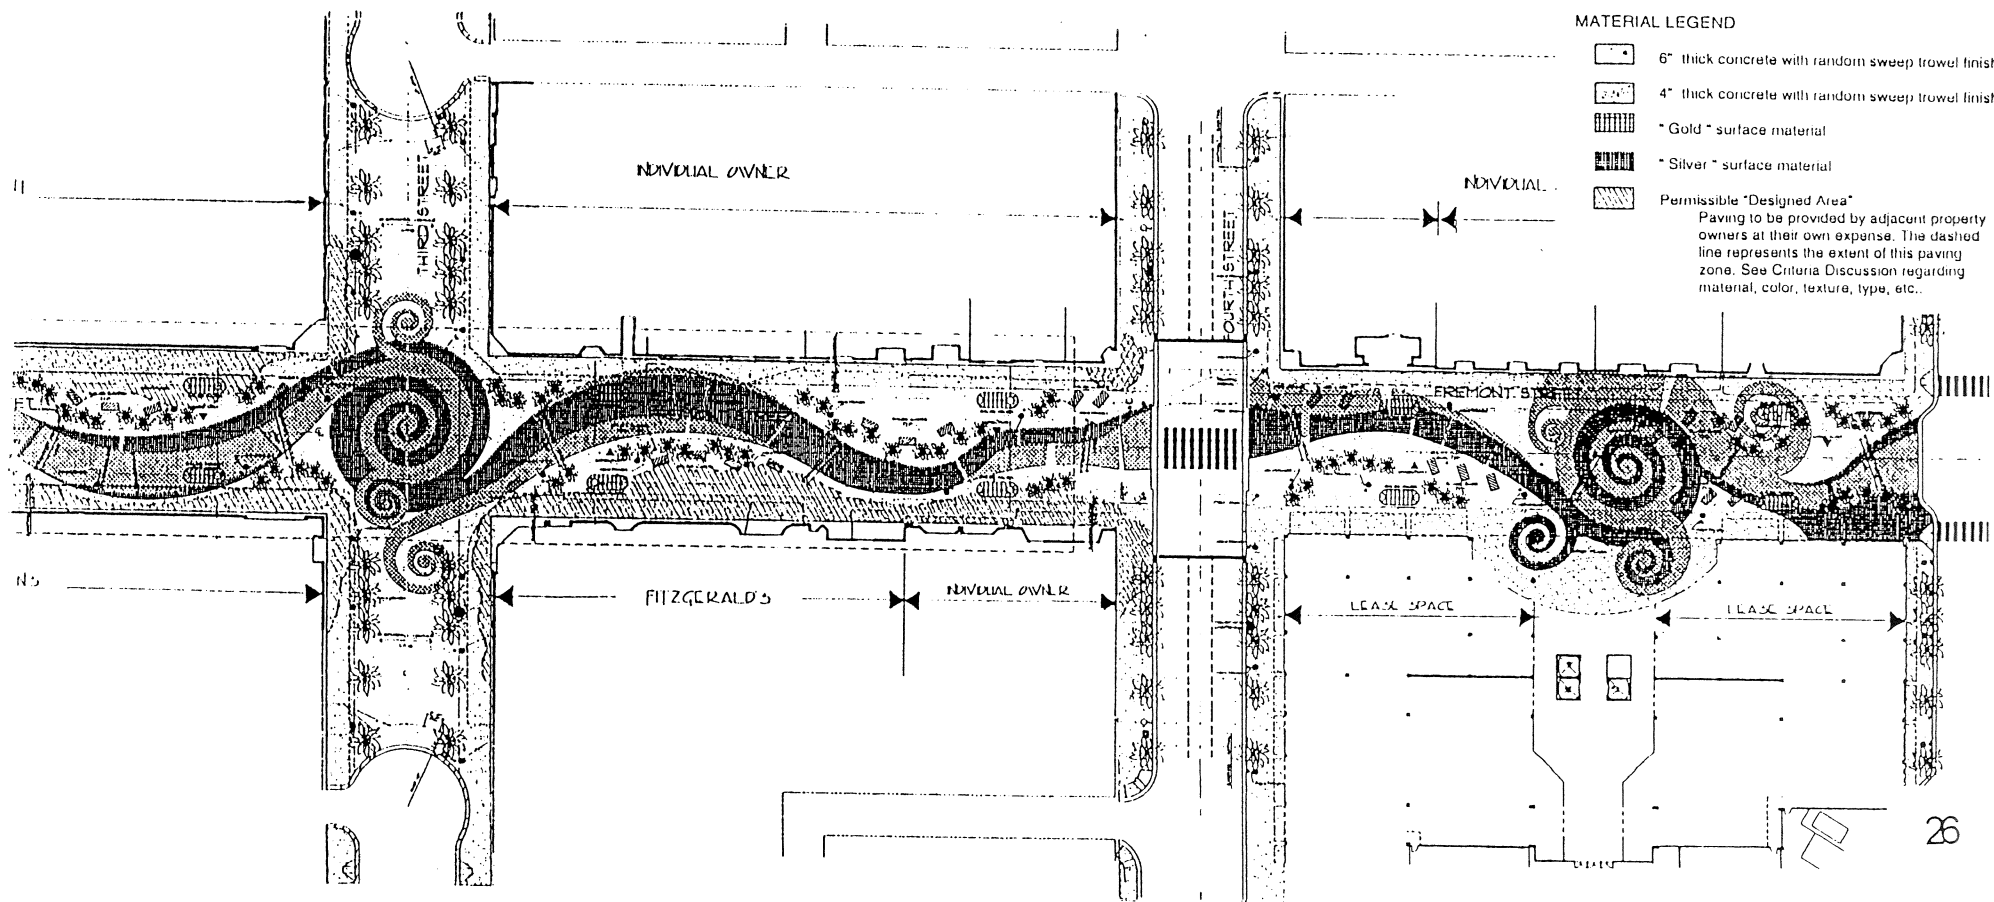 MATERIAL LEGEND
6" thick concrete with random sweep trowel finish
4" thick concrete with random sweep trowel finish
"Gold" surface material
"Silver" surface material
Permissible "Designed Area"
Paving to be provided by adjacent property
owners at their own expense. The dashed
line represents the extent of this paving
zone. See Criteria Discussion regarding
material, color, texture, type, etc..
INDIVIDUAL OWNER
INDIVIDUAL
THIRD STREET
FOURTH STREET
FREMONT STREET
FITZGERALD'S
INDIVIDUAL OWNER
LEASE SPACE
LEASE SPACE
26